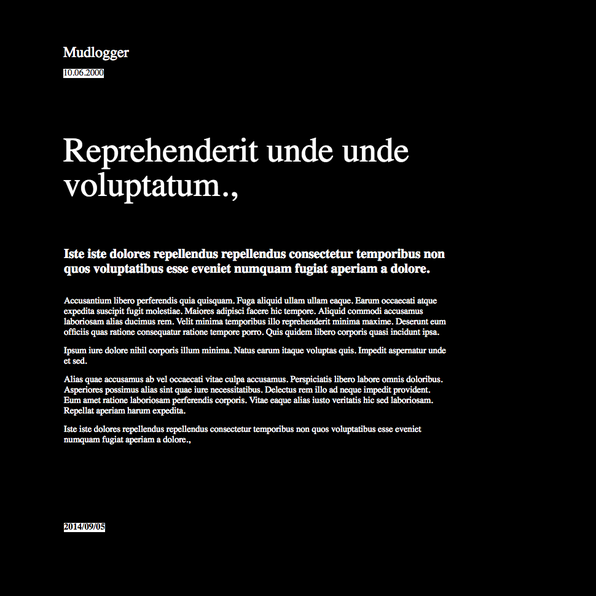 Mudlogger
10.06.2000
Reprehenderit unde unde
voluptatum.,
Iste iste dolores repellendus repellendus consectetur temporibus non
quos voluptatibus esse eveniet numquam fugiat aperiam a dolore.
Accusantium libero perferendis quia quisquam. Fuga aliquid ullam ullam eaque. Earum occaecati atque
expedita suscipit fugit molestiae. Maiores adipisci facere hic tempore. Aliquid commodi accusamus
laboriosam alias ducimus rem. Velit minima temporibus illo reprehenderit minima maxime. Deserunt eum
officiis quas ratione consequatur ratione tempore porro. Quis quidem libero corporis quasi incidunt ipsa.
Ipsum iure dolore nihil corporis illum minima. Natus earum itaque voluptas quis. Impedit aspernatur unde
et sed.
Alias quae accusamus ab vel occaecati vitae culpa accusamus. Perspiciatis libero labore omnis doloribus.
Asperiores possimus alias sint quae iure necessitatibus. Delectus rem illo ad neque impedit provident.
Eum amet ratione laboriosam perferendis corporis. Vitae eaque alias iusto veritatis hic sed laboriosam.
Repellat aperiam harum expedita.
Iste iste dolores repellendus repellendus consectetur temporibus non quos voluptatibus esse eveniet
numquam fugiat aperiam a dolore.,
2014/09/05